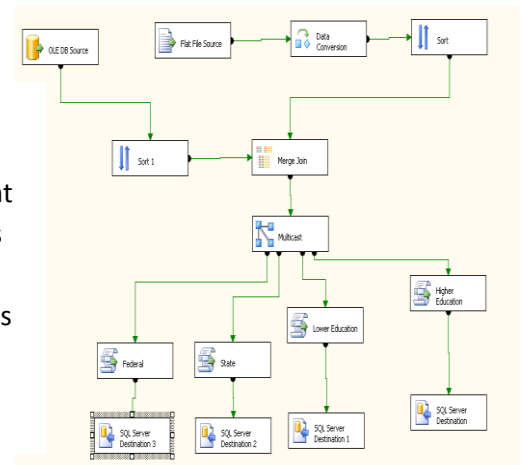 OLE DB Source
Flat File Source
Data
Conversion
Sort
Sort 1
Merge Join
Multicast
Federal
State
Lower Education
Higher
Education
SQL Server
Destination 3
SQL Server
Destination 2
SQL Server
Destination 1
SQL Server
Destination